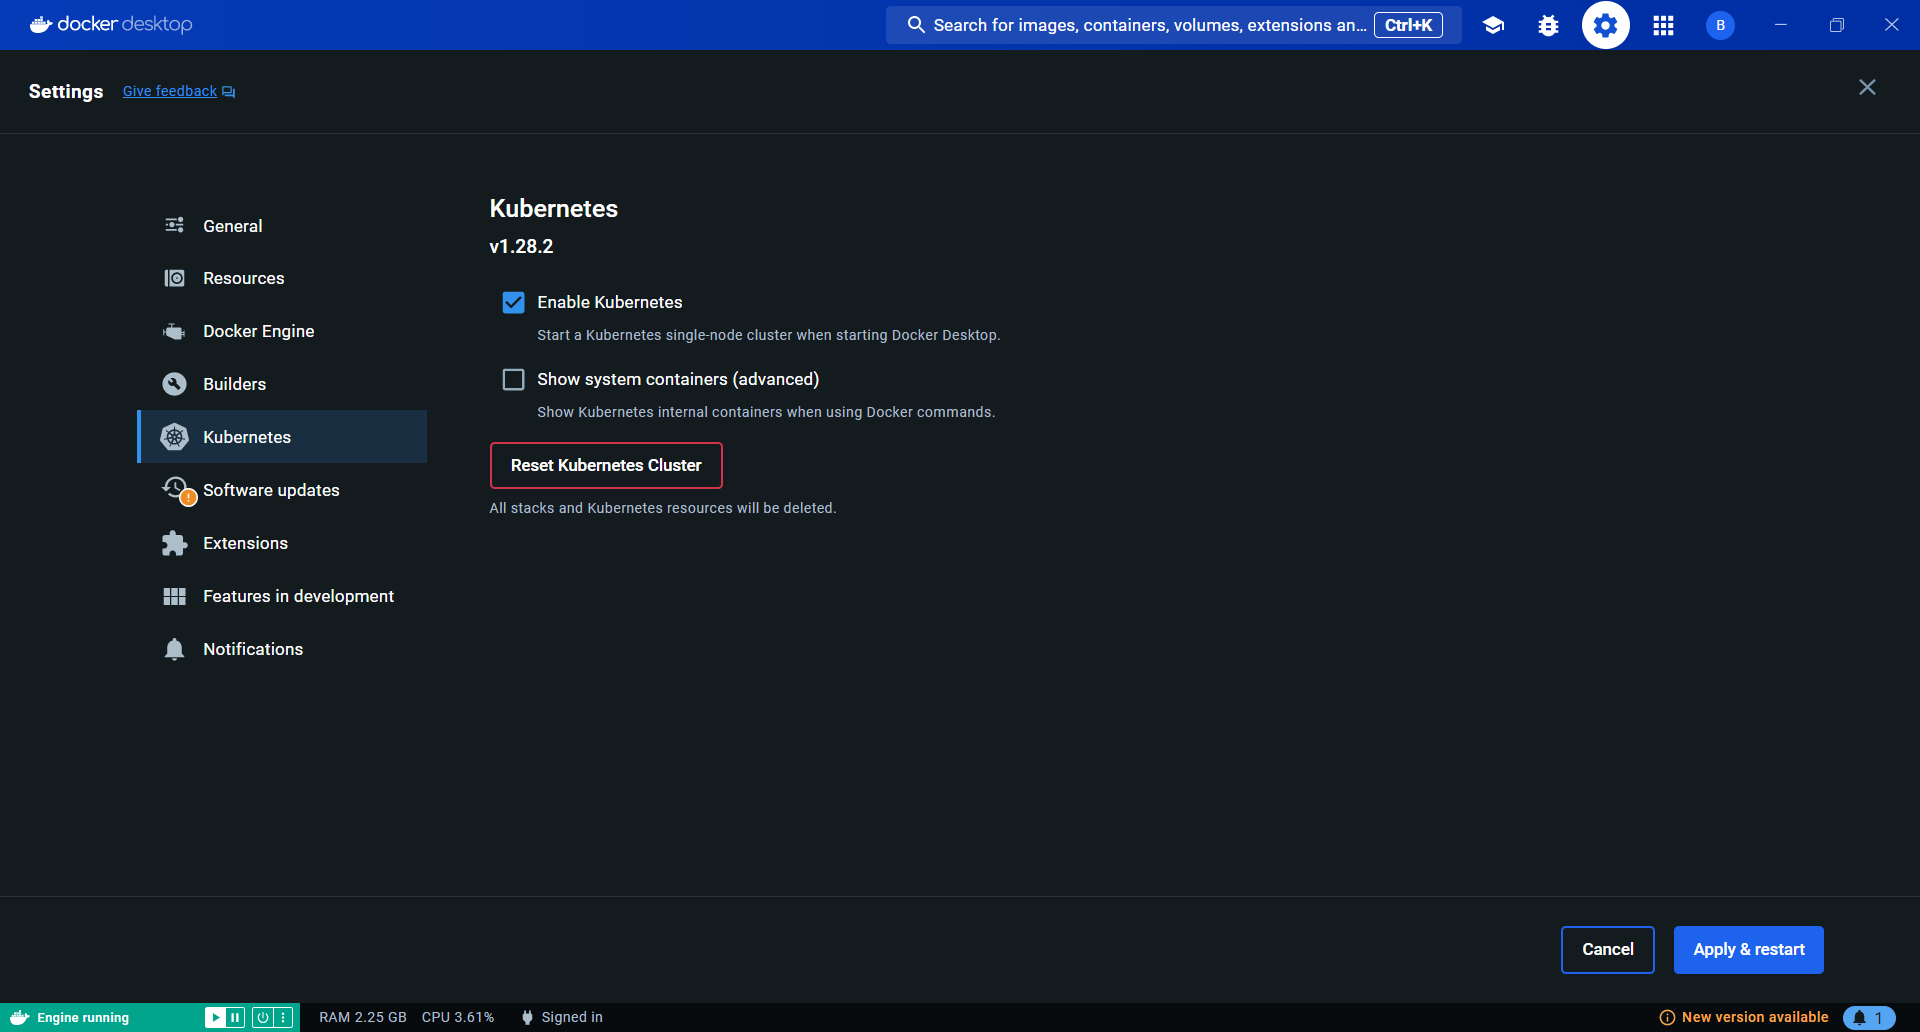 docker desktop
Search for images, containers, volumes, extensions an... Ctrl+K
B
Settings Give feedback
General
Resources
Docker Engine
Builders
Kubernetes
Software updates
Extensions
Features in development
Notifications
Kubernetes
v1.28.2
Enable Kubernetes
Start a Kubernetes single-node cluster when starting Docker Desktop.
Show system containers (advanced)
Show Kubernetes internal containers when using Docker commands.
Reset Kubernetes Cluster
All stacks and Kubernetes resources will be deleted.
Cancel Apply & restart
Engine running RAM 2.25 GB CPU 3.61% Signed in New version available 1